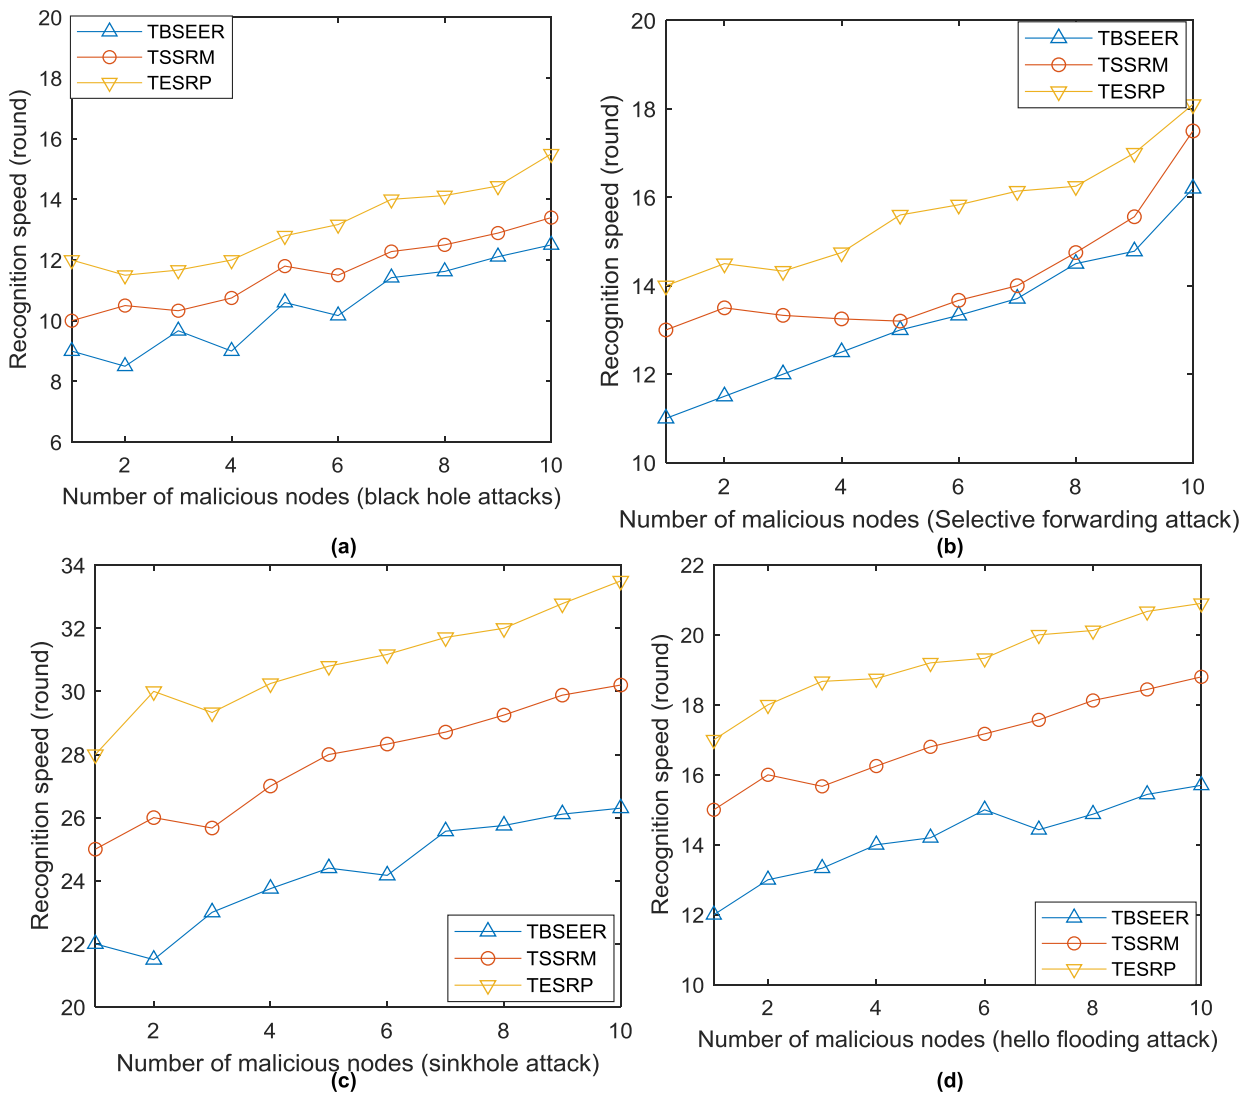 20
18
16
14
12
10
8
6
2
4
6
8
10
Recognition speed (round)
Number of malicious nodes (black hole attacks)
TBSEER
TSSRM
TESRP
(a)
20
18
16
14
12
10
2
4
6
8
10
Recognition speed (round)
Number of malicious nodes (Selective forwarding attack)
TBSEER
TSSRM
TESRP
(b)
34
32
30
28
26
24
22
20
2
4
6
8
10
Recognition speed (round)
Number of malicious nodes (sinkhole attack)
TBSEER
TSSRM
TESRP
(c)
22
20
18
16
14
12
10
2
4
6
8
10
Recognition speed (round)
Number of malicious nodes (hello flooding attack)
TBSEER
TSSRM
TESRP
(d)